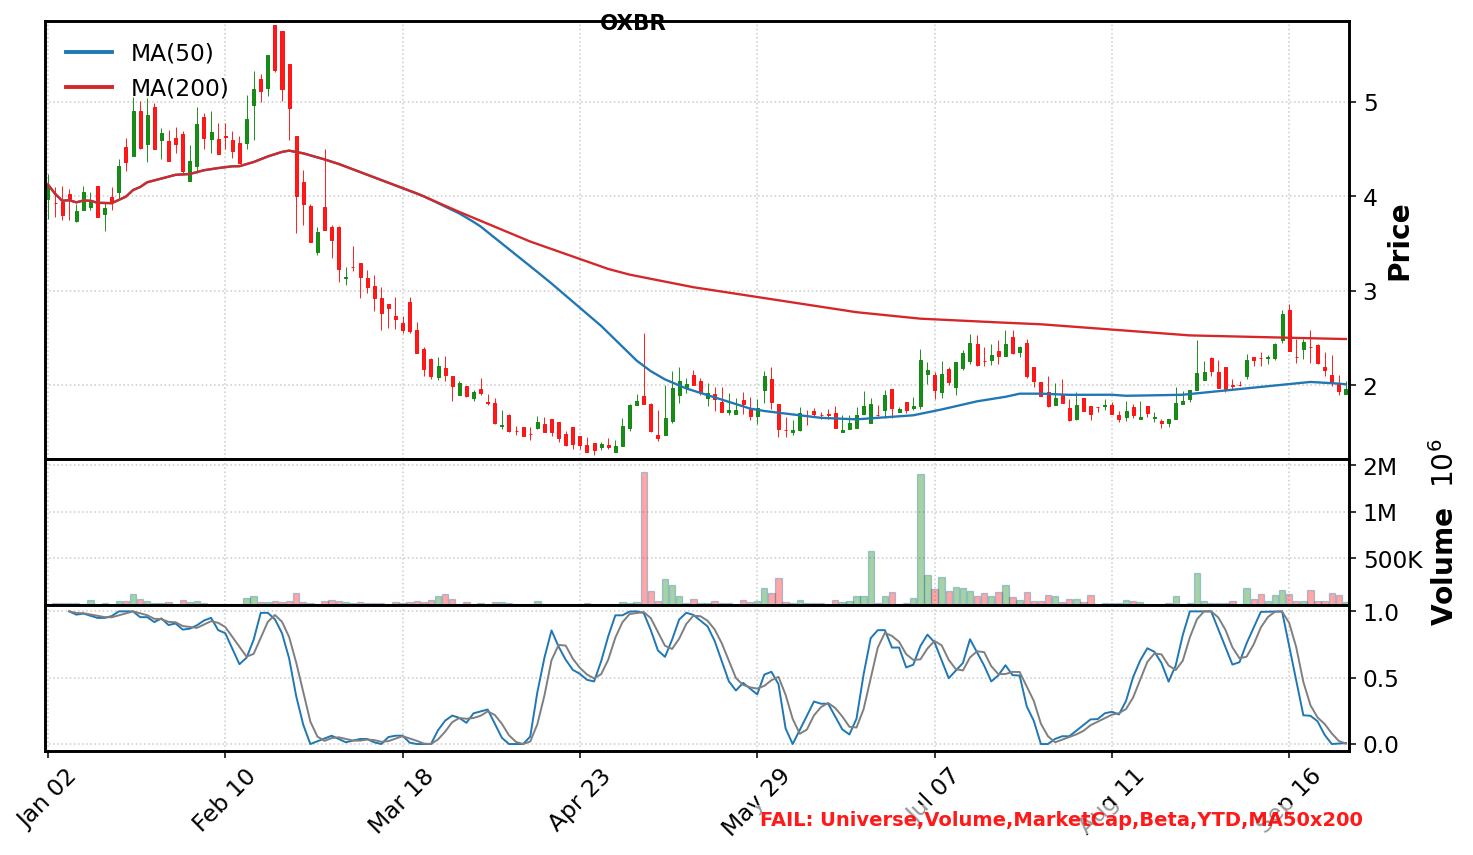 OXBR
MA(50)
MA(200)
5
4
3
2
Price
2M
1M
500K
Volume 10^6
1.0
0.5
0.0
Jan 02
Feb 10
Mar 18
Apr 23
May 29
Jul 07
Aug 11
Sep 16
FAIL: Universe,Volume,MarketCap,Beta,YTD,MA50x200